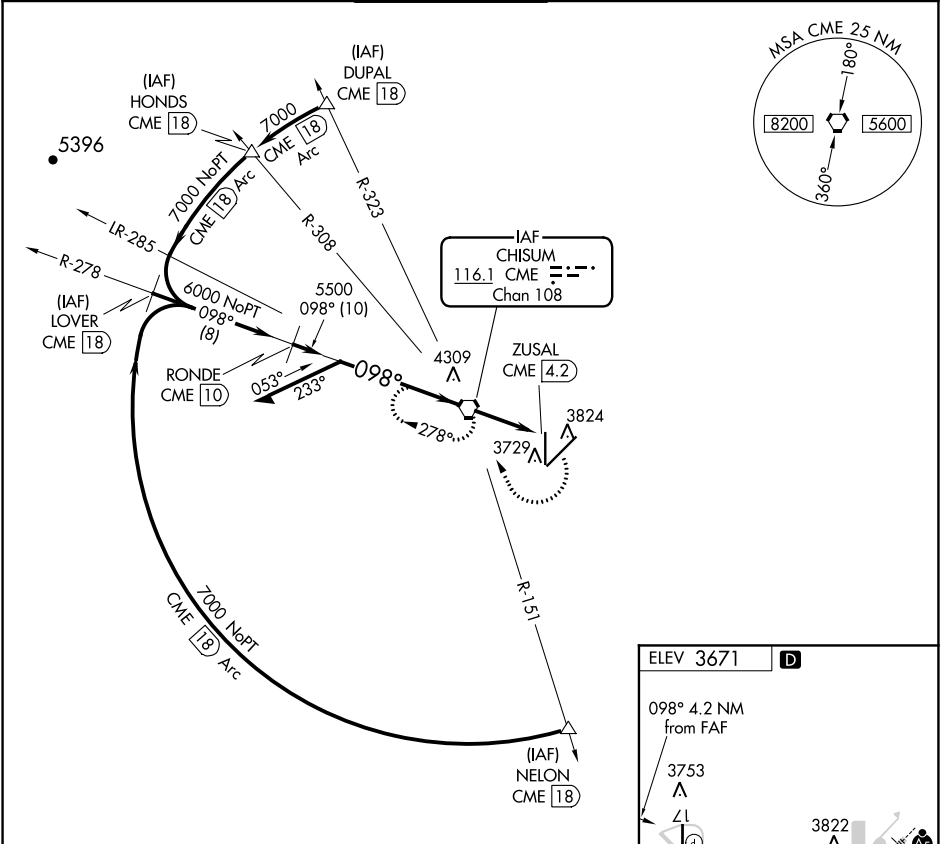 MSA CME 25 NM
180°
8200
5600
360°
(IAF)
DUPAL
CME 18
(IAF)
HONDS
CME 18
7000
CME 18
Arc
5396
7000 NoPT
CME 18 Arc
R-323
R-308
LR-285
R-278
IAF
CHISUM
116.1 CME
Chan 108
6000 NoPT
098°
(8)
5500
098° (10)
(IAF)
LOVER
CME 18
RONDE
CME 10
053°
233°
098°
4309
ZUSAL
CME 4.2
278°
3729
3824
7000 NoPT
CME 18 Arc
R-151
(IAF)
NELON
CME 18
ELEV 3671
D
098° 4.2 NM
from FAF
3753
17
3822